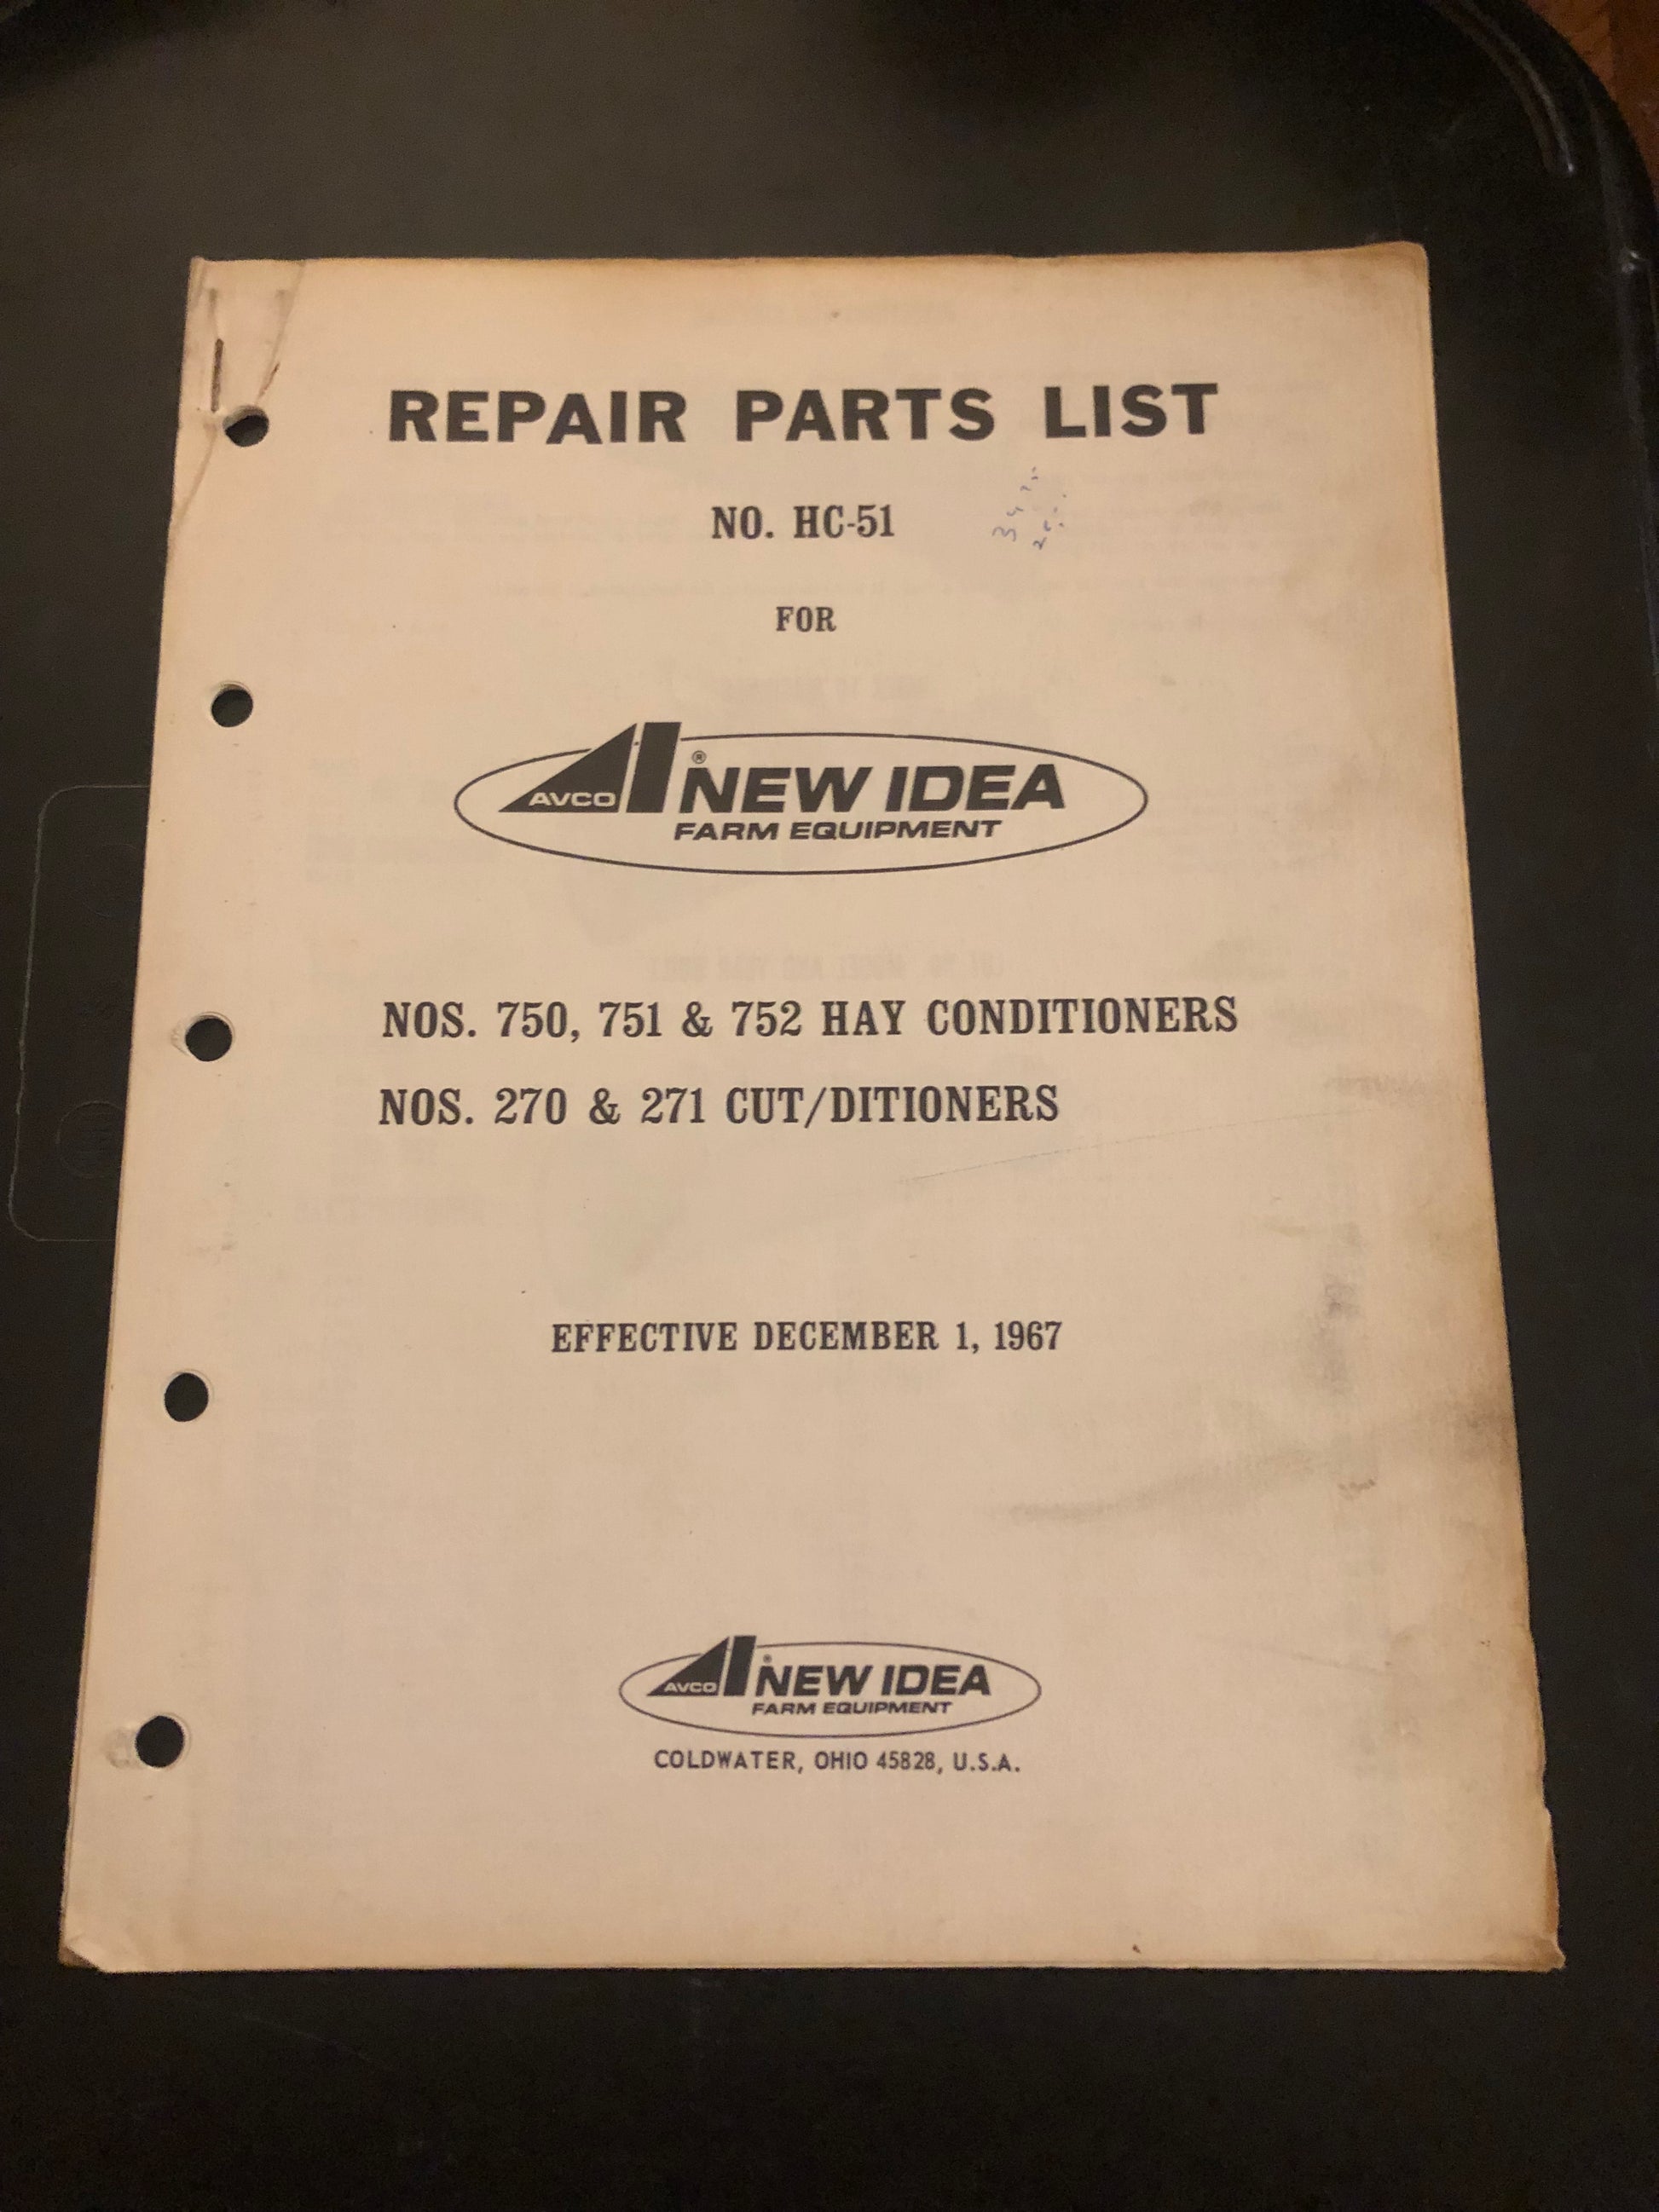 REPAIR PARTS LIST
NO. HC-51
FOR
AVCO ® NEW IDEA
FARM EQUIPMENT
NOS. 750, 751 & 752 HAY CONDITIONERS
NOS. 270 & 271 CUT/DITIONERS
EFFECTIVE DECEMBER 1, 1967
AVCO ® NEW IDEA
FARM EQUIPMENT
COLDWATER, OHIO 45828, U.S.A.